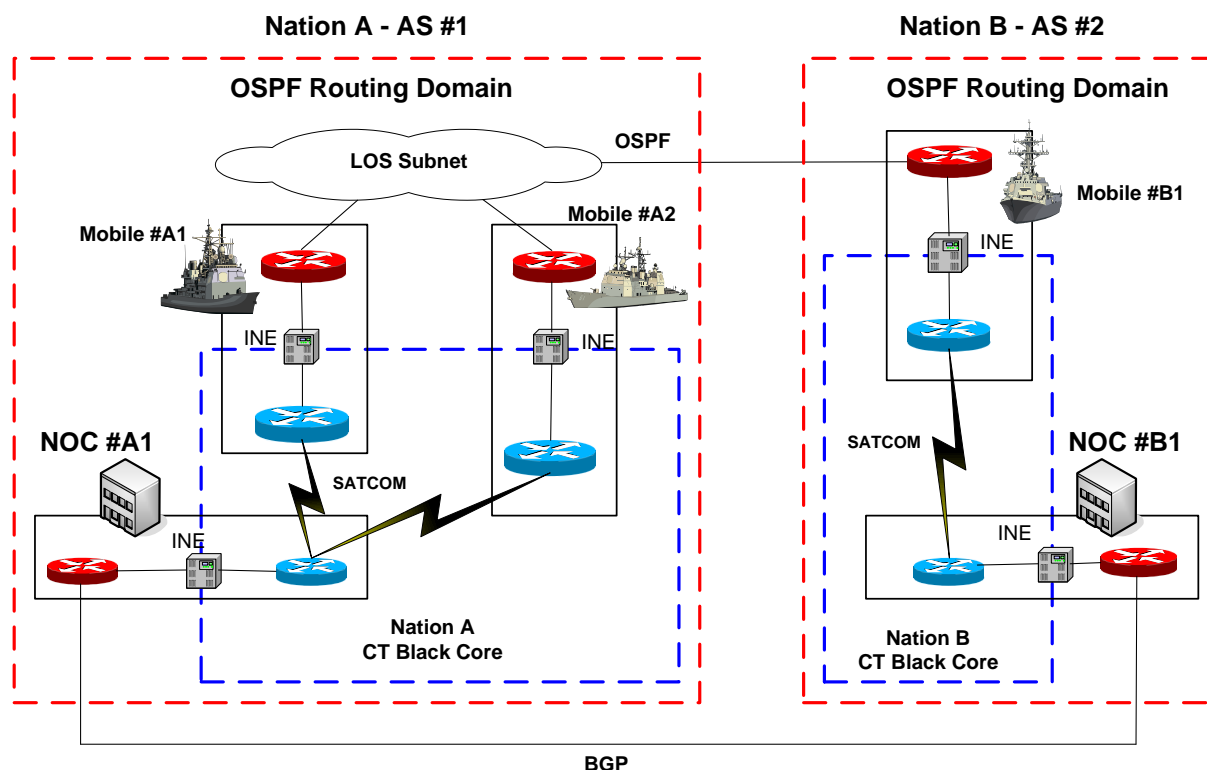 Nation A - AS #1
Nation B - AS #2
OSPF Routing Domain
OSPF Routing Domain
OSPF
LOS Subnet
Mobile #A1
Mobile #A2
Mobile #B1
INE
INE
INE
NOC #A1
SATCOM
SATCOM
NOC #B1
INE
INE
Nation A
CT Black Core
Nation B
CT Black Core
BGP